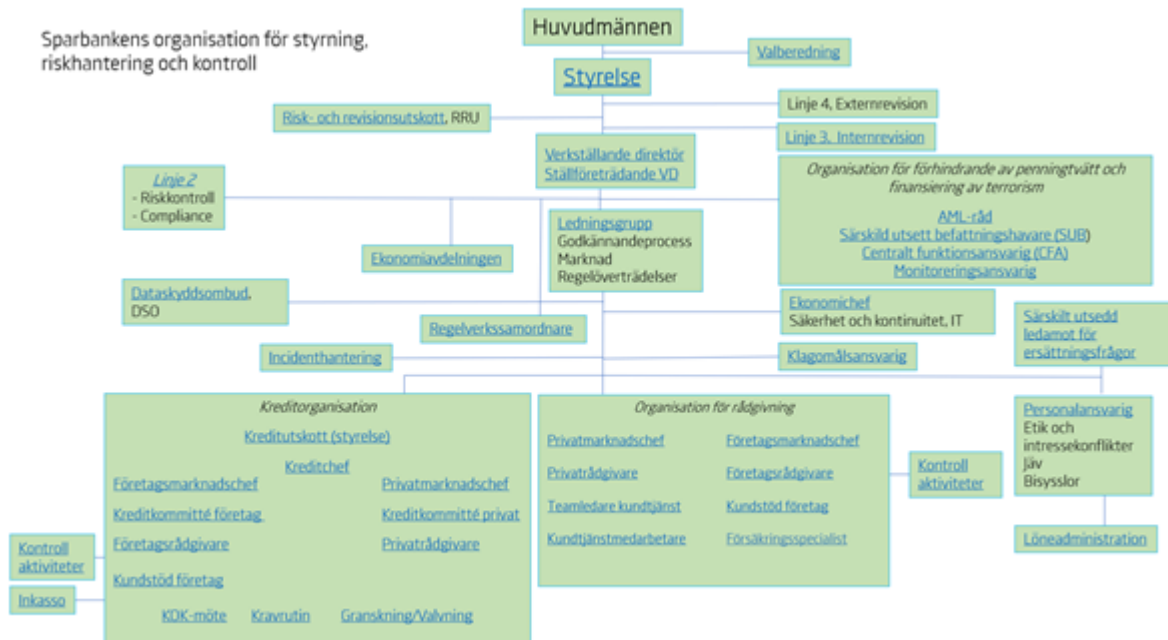 Sparbankens organisation för styrning,
riskhantering och kontroll
Huvudmännen
Valberedning
Styrelse
Linje 4, Externrevision
Risk- och revisionsutskott, RRU
Linje 3, Internrevision
Verkställande direktör
Ställföreträdande VD
Organisation för förhindrande av penningtvätt och
finansiering av terrorism
AML-råd
Särskild utsett befattningshavare (SUB)
Centralt funktionsansvarig (CFA)
Monitoreringsansvarig
Linje 2
- Riskkontroll
- Compliance
Ledningsgrupp
Godkännandeprocess
Marknad
Regelöverträdelser
Ekonomiavdelningen
Dataskyddsombud,
DSO
Ekonomichef
Säkerhet och kontinuitet, IT
Särskilt utsedd
ledamot för
ersättningsfrågor
Regelverkssamordnare
Incidenthantering
Klagomålsansvarig
Kreditorganisation
Kreditutskott (styrelse)
Kreditchef
Företagsmarknadschef
Privatmarknadschef
Kreditkommitté företag
Kreditkommitté privat
Företagsrådgivare
Privatrådgivare
Kundstöd företag
KDK-möte
Kravrutin
Granskning/Valvning
Kontroll
aktiviteter
Inkasso
Organisation för rådgivning
Privatmarknadschef
Företagsmarknadschef
Privatrådgivare
Företagsrådgivare
Teamledare kundtjänst
Kundstöd företag
Kundtjänstmedarbetare
Försäkringsspecialist
Kontroll
aktiviteter
Personalansvarig
Etik och
intressekonflikter
Jäv
Bisysslor
Löneadministration